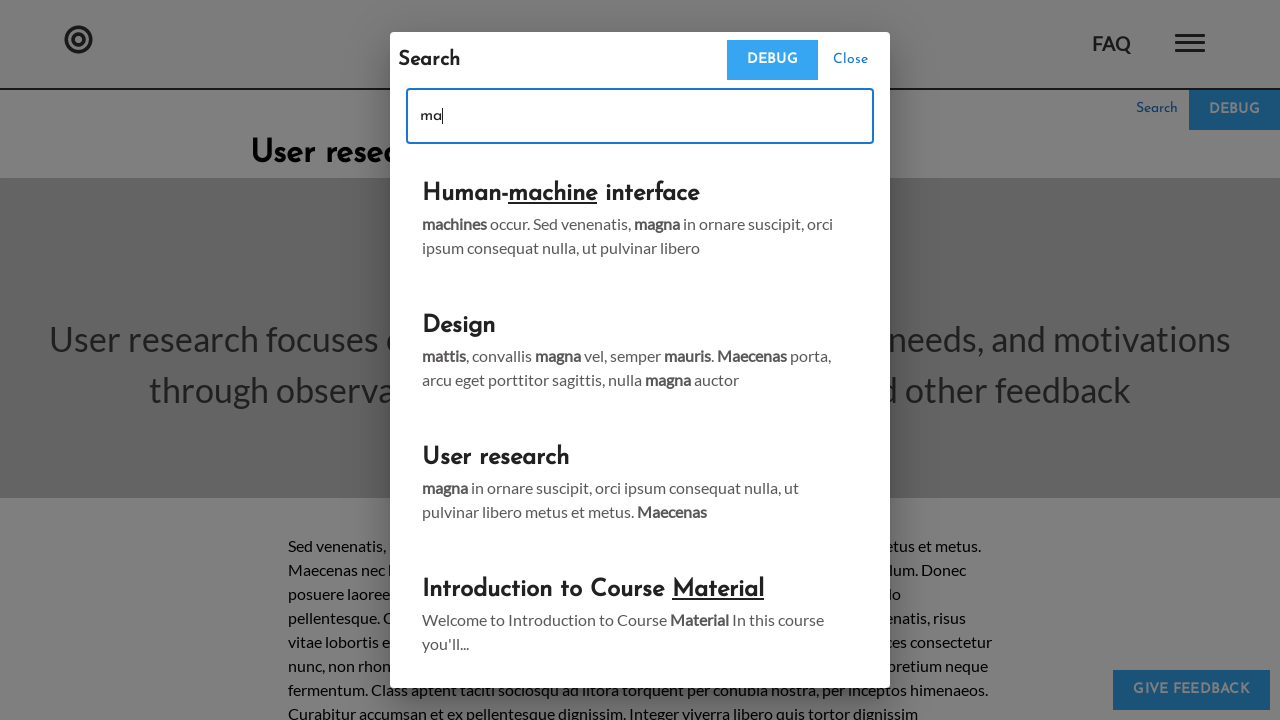 FAQ
Search
DEBUG
Close
Search
DEBUG
ma
User resea
Human-machine interface
machines occur. Sed venenatis, magna in ornare suscipit, orci
ipsum consequat nulla, ut pulvinar libero
Design
mattis, convallis magna vel, semper mauris. Maecenas porta,
arcu eget porttitor sagittis, nulla magna auctor
User research focuses
needs, and motivations
through observa
other feedback
User research
magna in ornare suscipit, orci ipsum consequat nulla, ut
pulvinar libero metus et metus. Maecenas
Introduction to Course Material
Welcome to Introduction to Course Material In this course
you'll...
Sed venenatis,
etus et metus.
Maecenas nec
lum. Donec
posuere laoree
pellentesque.
enatis, risus
vitae lobortis e
ces consectetur
nunc, non rhon
pretium neque
fermentum. Class aptent taciti sociosqu ad litora torquent per conubia nostra, per inceptos himenaeos.
Curabitur accumsan et ex pellentesque dignissim. Integer viverra libero quis tortor dignissim
GIVE FEEDBACK